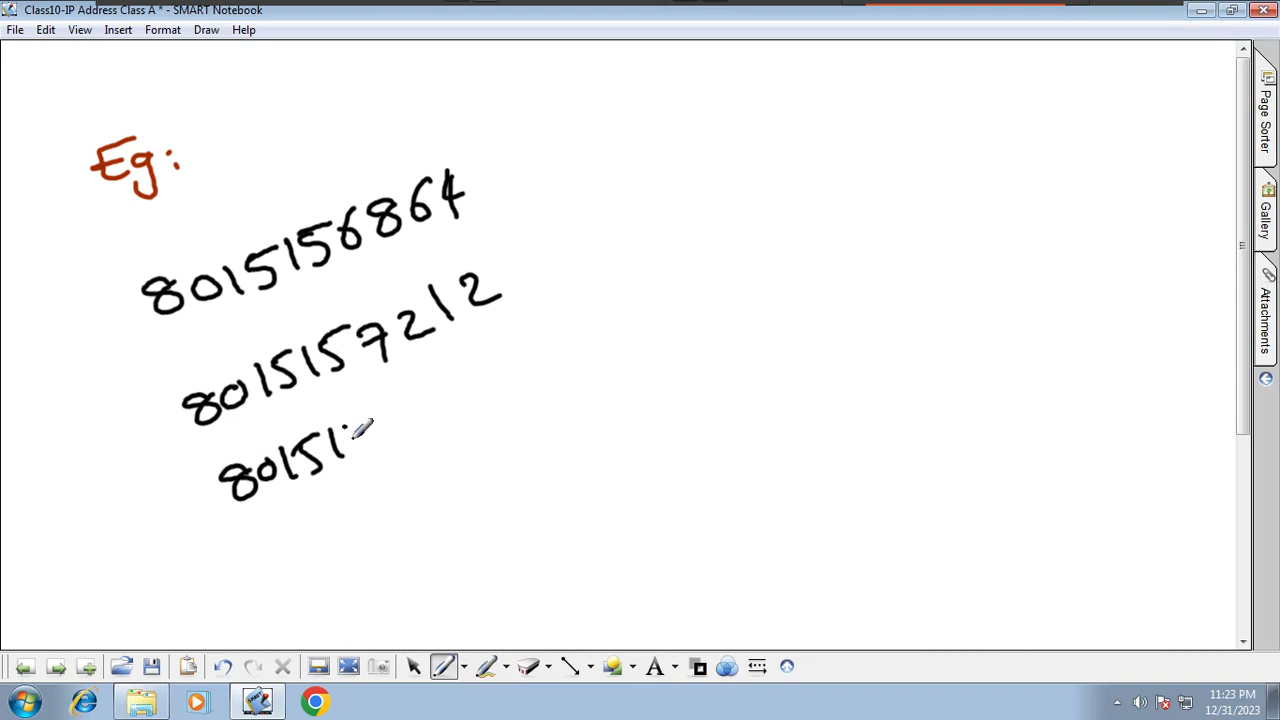 Class10-IP Address Class A * - SMART Notebook
File Edit View Insert Format Draw Help
Eg:
8015156864
8015157212
80151
Page Sorter
Gallery
Attachments
11:23 PM
12/31/2023